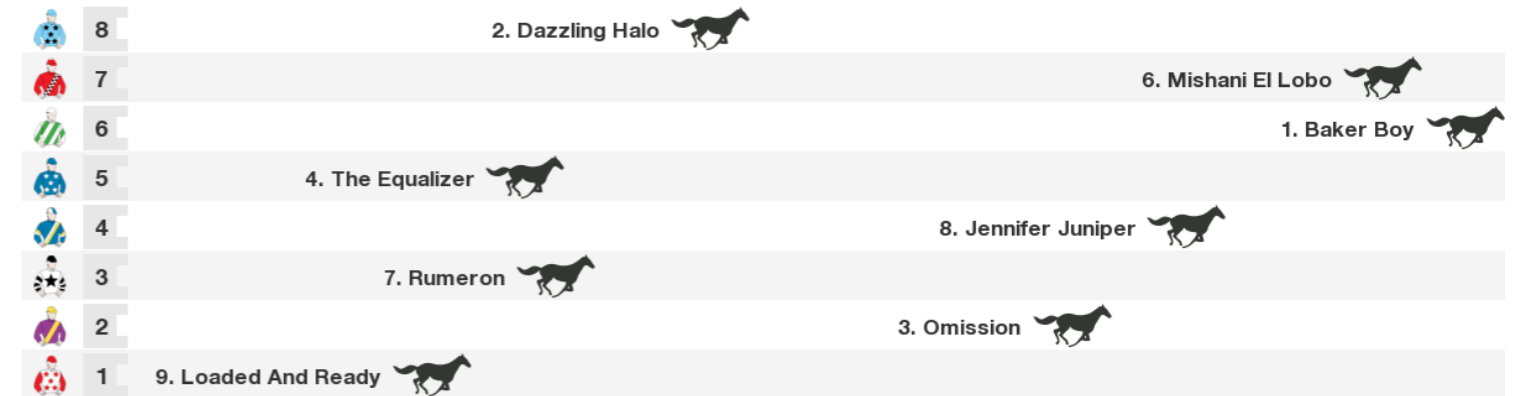 8 2. Dazzling Halo
7 6. Mishani El Lobo
6 1. Baker Boy
5 4. The Equalizer
4 8. Jennifer Juniper
3 7. Rumeron
2 3. Omission
1 9. Loaded And Ready